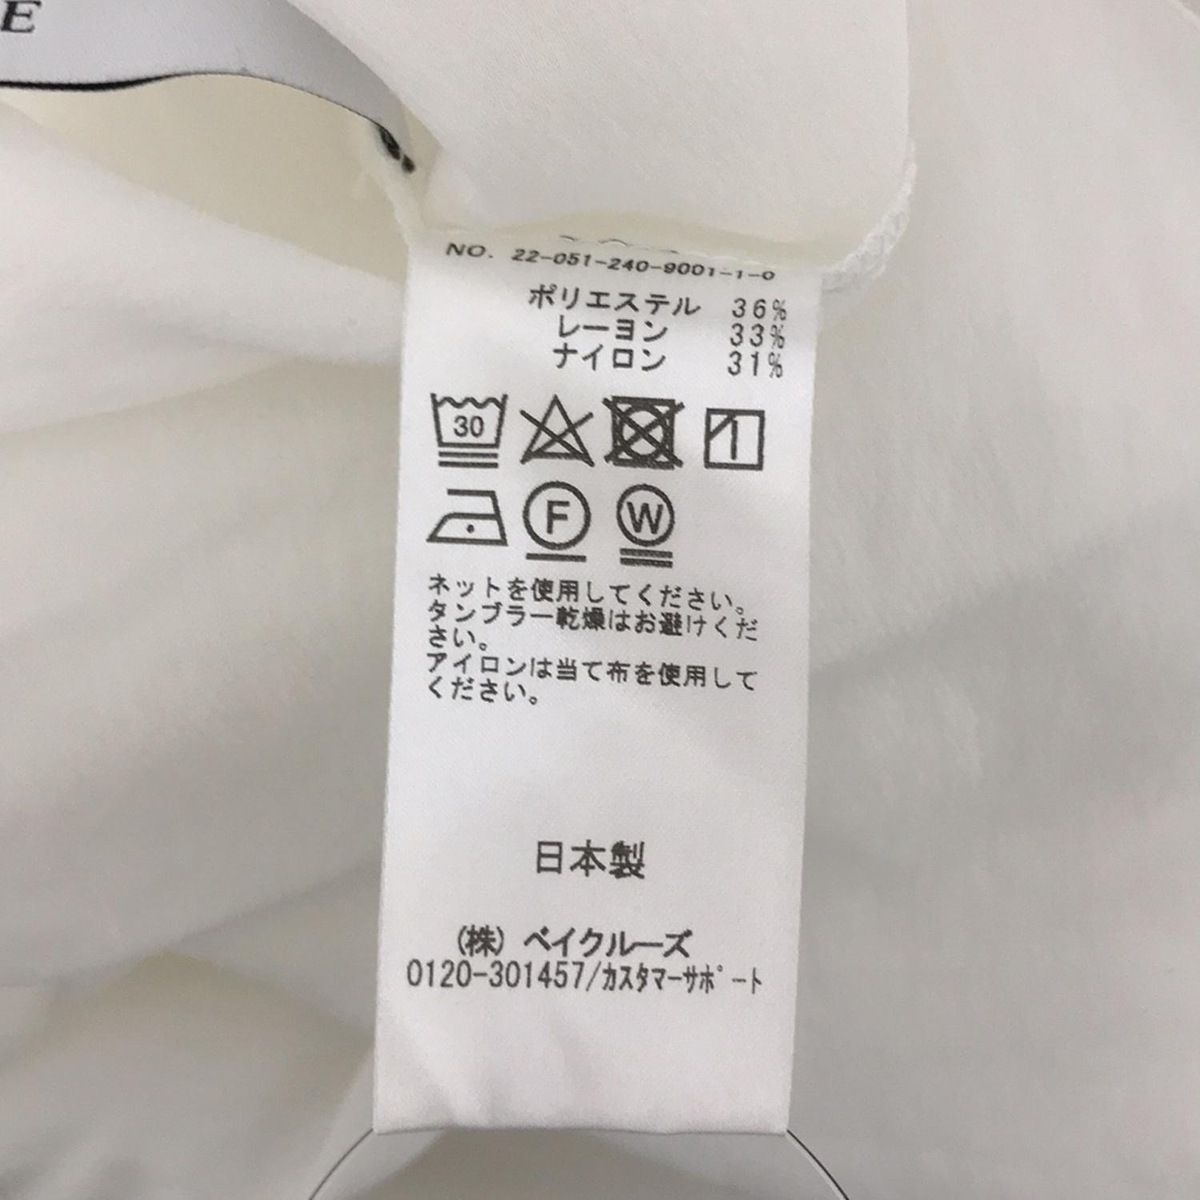 E
NO. 22-051-240-9001-1-0
ポリエステル 36%
レーヨン 33%
ナイロン 31%
30
F W
ネットを使用してください。
タンブラー乾燥はお避けくだ
さい。
アイロンは当て布を使用して
ください。
日本製
(株) ベイクルーズ
0120-301457/カスタマーサポート